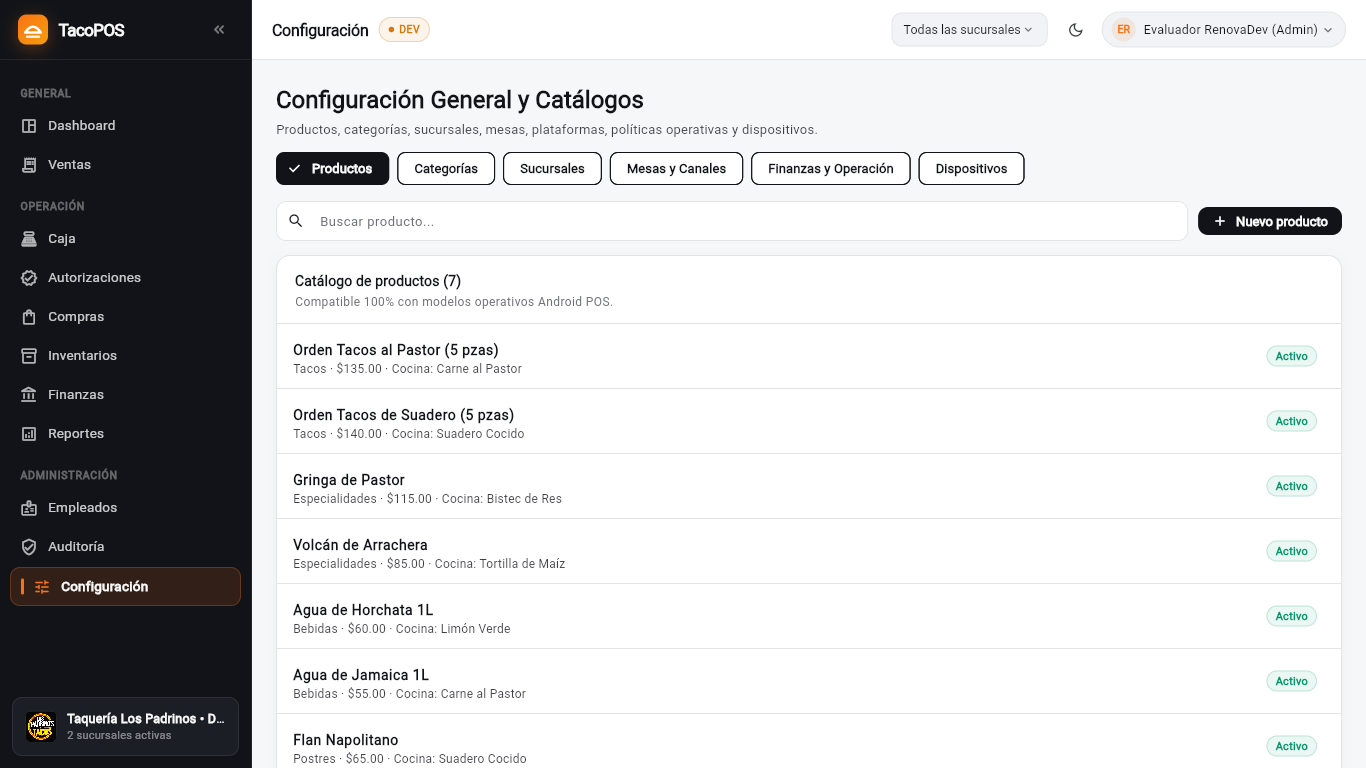 TacoPOS
GENERAL
Dashboard
Ventas
OPERACIÓN
Caja
Autorizaciones
Compras
Inventarios
Finanzas
Reportes
ADMINISTRACIÓN
Empleados
Auditoría
Configuración
LOS PADRINOS TACOS
Taquería Los Padrinos • D...
2 sucursales activas
Configuración
DEV
Todas las sucursales
ER
Evaluador RenovaDev (Admin)
Configuración General y Catálogos
Productos, categorías, sucursales, mesas, plataformas, políticas operativas y dispositivos.
Productos
Categorías
Sucursales
Mesas y Canales
Finanzas y Operación
Dispositivos
Buscar producto...
Nuevo producto
Catálogo de productos (7)
Compatible 100% con modelos operativos Android POS.
Orden Tacos al Pastor (5 pzas)
Tacos · $135.00 · Cocina: Carne al Pastor
Activo
Orden Tacos de Suadero (5 pzas)
Tacos · $140.00 · Cocina: Suadero Cocido
Activo
Gringa de Pastor
Especialidades · $115.00 · Cocina: Bistec de Res
Activo
Volcán de Arrachera
Especialidades · $85.00 · Cocina: Tortilla de Maíz
Activo
Agua de Horchata 1L
Bebidas · $60.00 · Cocina: Limón Verde
Activo
Agua de Jamaica 1L
Bebidas · $55.00 · Cocina: Carne al Pastor
Activo
Flan Napolitano
Postres · $65.00 · Cocina: Suadero Cocido
Activo